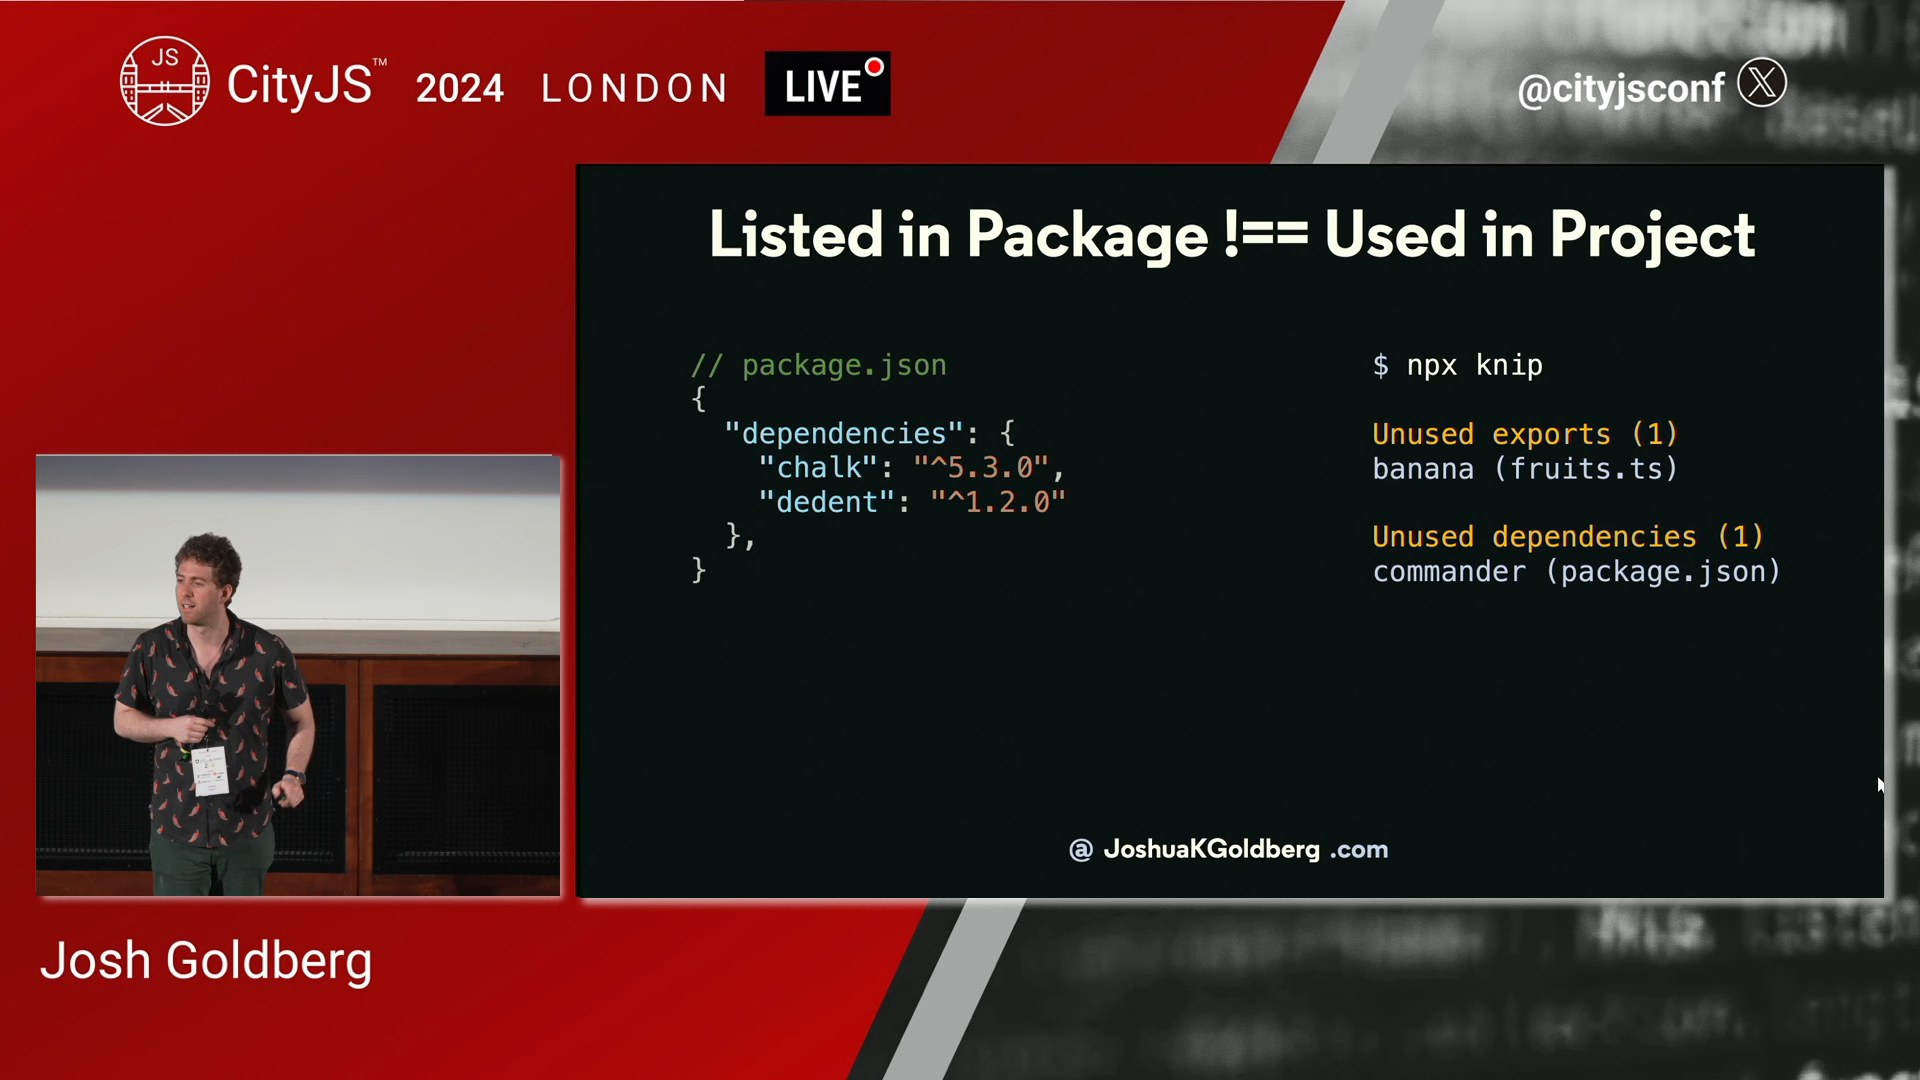 JS
CityJS™ 2024 LONDON LIVE
@cityjsconf X
Listed in Package !== Used in Project
// package.json
{
  "dependencies": {
    "chalk": "^5.3.0",
    "dedent": "^1.2.0"
  },
}
$ npx knip
Unused exports (1)
banana (fruits.ts)
Unused dependencies (1)
commander (package.json)
@ JoshuaKGoldberg .com
Josh Goldberg